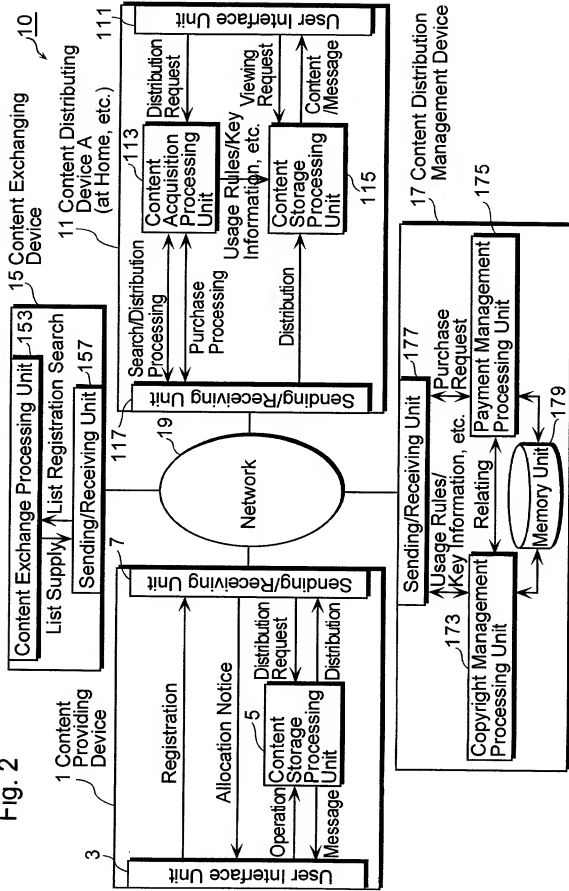 Fig. 2
10
1 Content
Providing
Device
3
User Interface Unit
Registration
Allocation Notice
Operation
Message
5
Content
Storage
Processing
Unit
Distribution
Request
Distribution
7
Sending/Receiving Unit
15 Content Exchanging
Device
Content Exchange Processing Unit
153
List Supply
List Registration Search
157
Sending/Receiving Unit
19
Network
11 Content Distributing
Device A
(at Home, etc.)
117
Sending/Receiving Unit
Search/Distribution
Processing
Purchase
Processing
Distribution
113
Content
Acquisition
Processing
Unit
Usage Rules/Key
Information, etc.
Content
Storage
Processing
Unit
115
Distribution
Request
Viewing
Request
Content
/Message
111
User Interface Unit
17 Content Distribution
Management Device
177
Sending/Receiving Unit
Usage Rules/
Key Information, etc.
Purchase
Request
173
Copyright Management
Processing Unit
Relating
175
Payment Management
Processing Unit
179
Memory Unit